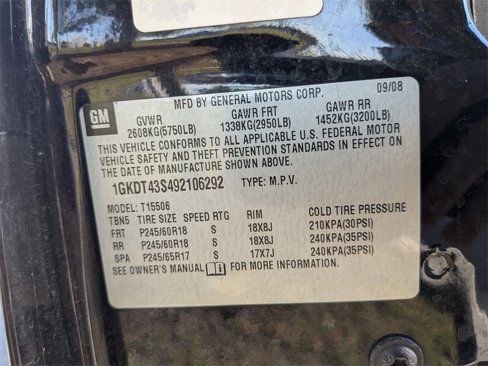 MFD BY GENERAL MOTORS CORP. 09/08
GM
GVWR GAWR FRT GAWR RR
2608KG(5750LB) 1338KG(2950LB) 1452KG(3200LB)
THIS VEHICLE CONFORMS TO ALL APPLICABLE U.S. FEDERAL MOTOR
VEHICLE SAFETY AND THEFT PREVENTION STANDARDS IN EFFECT ON
THE DATE OF MANUFACTURE SHOWN ABOVE.
1GKDT43S492106292 TYPE: M.P.V.
MODEL: T15506
TBN5 TIRE SIZE SPEED RTG RIM COLD TIRE PRESSURE
FRT P245/60R18 S 18X8J 210KPA(30PSI)
RR P245/60R18 S 18X8J 240KPA(35PSI)
SPA P245/65R17 S 17X7J 240KPA(35PSI)
SEE OWNER'S MANUAL FOR MORE INFORMATION.